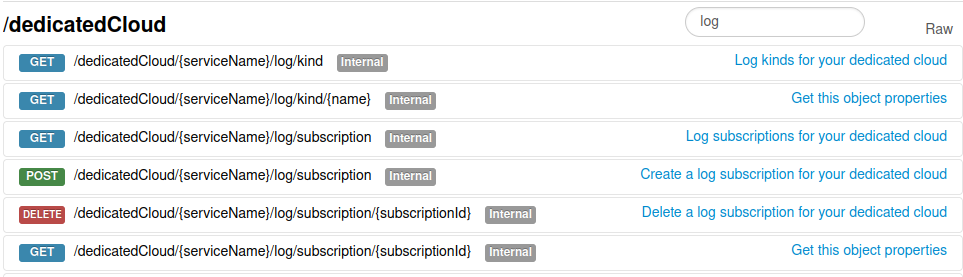 /dedicatedCloud log Raw
GET /dedicatedCloud/{serviceName}/log/kind Internal Log kinds for your dedicated cloud
GET /dedicatedCloud/{serviceName}/log/kind/{name} Internal Get this object properties
GET /dedicatedCloud/{serviceName}/log/subscription Internal Log subscriptions for your dedicated cloud
POST /dedicatedCloud/{serviceName}/log/subscription Internal Create a log subscription for your dedicated cloud
DELETE /dedicatedCloud/{serviceName}/log/subscription/{subscriptionId} Internal Delete a log subscription for your dedicated cloud
GET /dedicatedCloud/{serviceName}/log/subscription/{subscriptionId} Internal Get this object properties